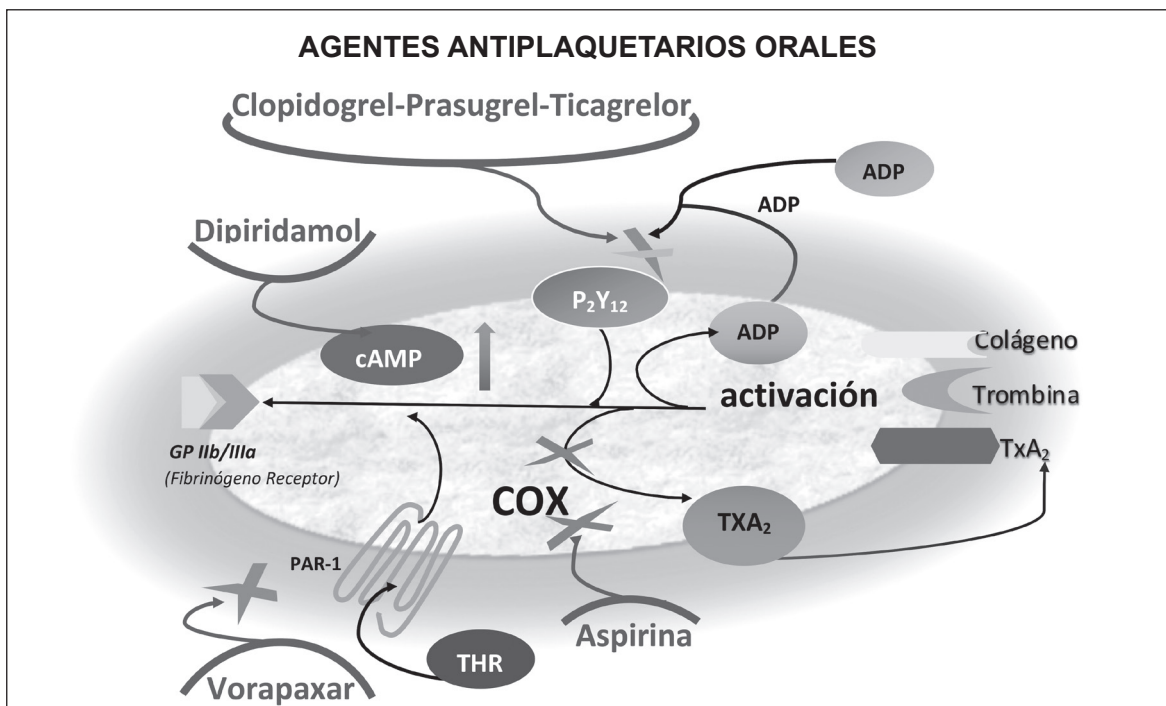 AGENTES ANTIPLAQUETARIOS ORALES
Clopidogrel-Prasugrel-Ticagrelor
ADP
ADP
Dipiridamol
P₂Y₁₂
ADP
cAMP
Colágeno
activación
Trombina
GP IIb/IIIa
(Fibrinógeno Receptor)
TxA₂
COX
TXA₂
PAR-1
Aspirina
THR
Vorapaxar